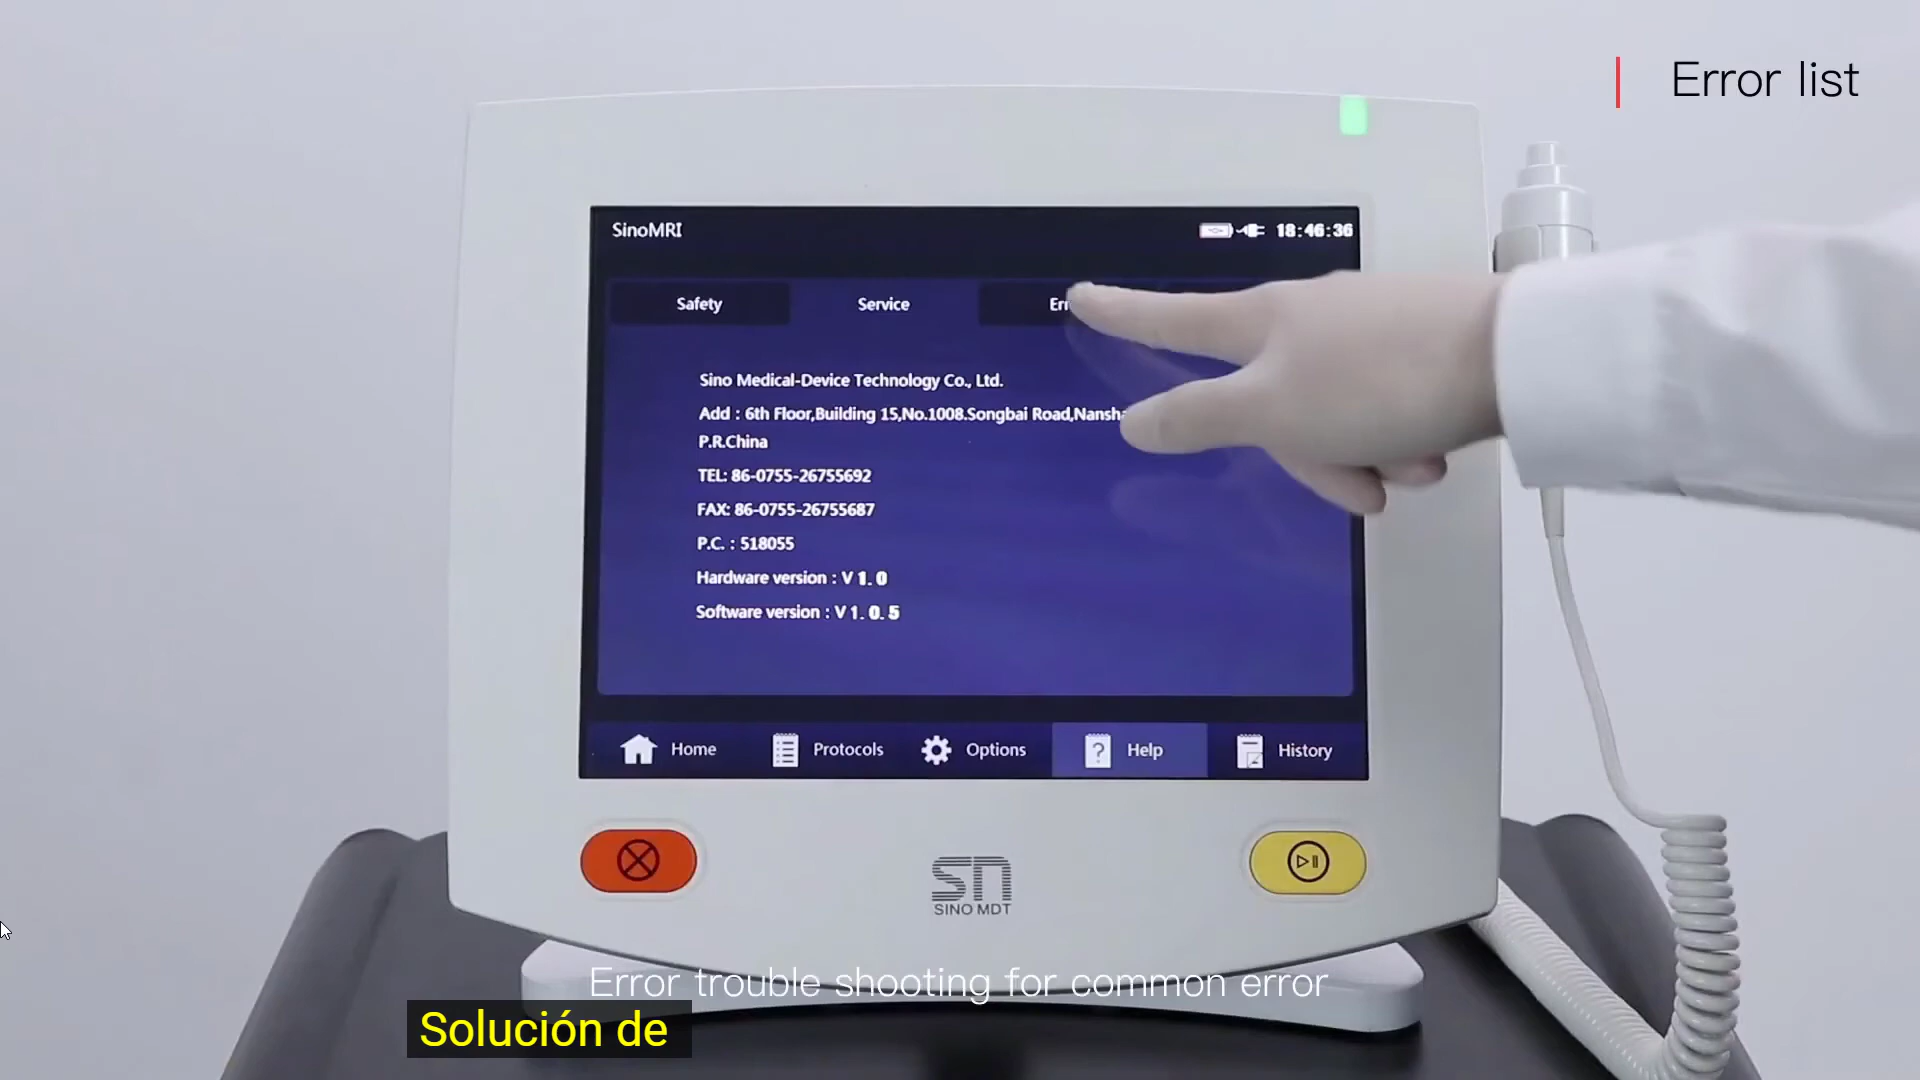 Error list
SinoMRI
18:46:36
Safety
Service
Err
Sino Medical-Device Technology Co., Ltd.
Add : 6th Floor,Building 15,No.1008.Songbai Road,Nansha
P.R.China
TEL: 86-0755-26755692
FAX: 86-0755-26755687
P.C. : 518055
Hardware version : V 1.0
Software version : V 1.0.5
Home
Protocols
Options
Help
History
SINO MDT
Error trouble shooting for common error
Solución de